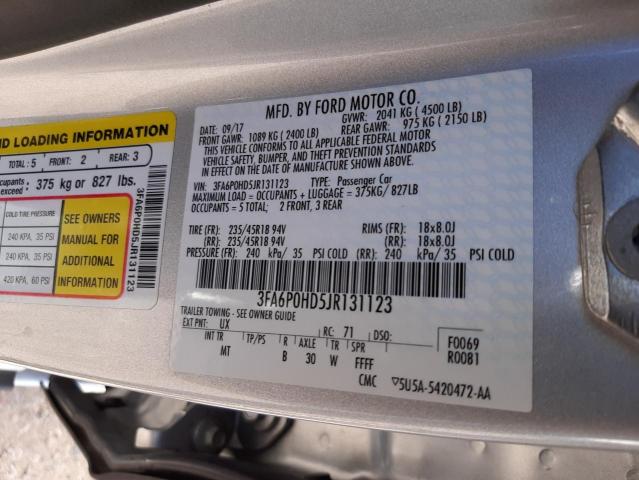 ND LOADING INFORMATION
TOTAL : 5 FRONT: 2 REAR: 3
cupants
exceed : 375 kg or 827 lbs.
COLD TIRE PRESSURE
240 KPA, 35 PSI
240 KPA, 35 PSI
420 KPA, 60 PSI
SEE OWNERS
MANUAL FOR
ADDITIONAL
INFORMATION
3FA6P0HD5JR131123
MFD. BY FORD MOTOR CO.
DATE: 09/17 GVWR: 2041 KG ( 4500 LB)
FRONT GAWR: 1089 KG ( 2400 LB) REAR GAWR: 975 KG ( 2150 LB)
THIS VEHICLE CONFORMS TO ALL APPLICABLE FEDERAL MOTOR
VEHICLE SAFETY, BUMPER, AND THEFT PREVENTION STANDARDS IN EFFECT ON
THE DATE OF MANUFACTURE SHOWN ABOVE.
VIN: 3FA6P0HD5JR131123 TYPE: Passenger Car
MAXIMUM LOAD = OCCUPANTS + LUGGAGE = 375KG/ 827LB
OCCUPANTS = 5 TOTAL: 2 FRONT, 3 REAR
TIRE (FR): 235/45R18 94V RIMS (FR): 18x8.0J
(RR): 235/45R18 94V (RR): 18x8.0J
PRESSURE (FR): 240 kPa/ 35 PSI COLD (RR): 240 kPa/ 35 PSI COLD
3FA6P0HD5JR131123
TRAILER TOWING - SEE OWNER GUIDE
EXT PNT: UX RC: 71 DSO: F0069
INT TR TP/PS R AXLE TR SPR R0081
MT B 30 W FFFF
CMC ▽5U5A-5420472-AA